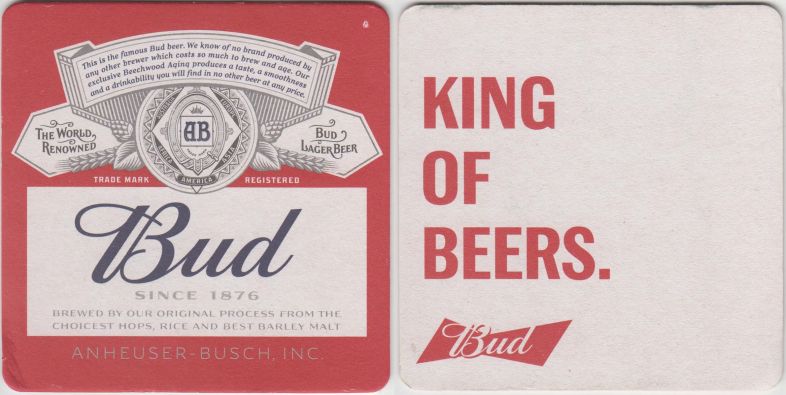 This is the famous Bud beer. We know of no brand produced by
any other brewer which costs so much to brew and age. Our
exclusive Beechwood Aging produces a taste, a smoothness
and a drinkability you will find in no other beer at any price.
THE WORLD
RENOWNED
AB
BUD
LAGER BEER
ASIA
AMERICA
TRADE MARK
REGISTERED
Bud
SINCE 1876
BREWED BY OUR ORIGINAL PROCESS FROM THE
CHOICEST HOPS, RICE AND BEST BARLEY MALT
ANHEUSER-BUSCH, INC.
KING
OF
BEERS.
Bud